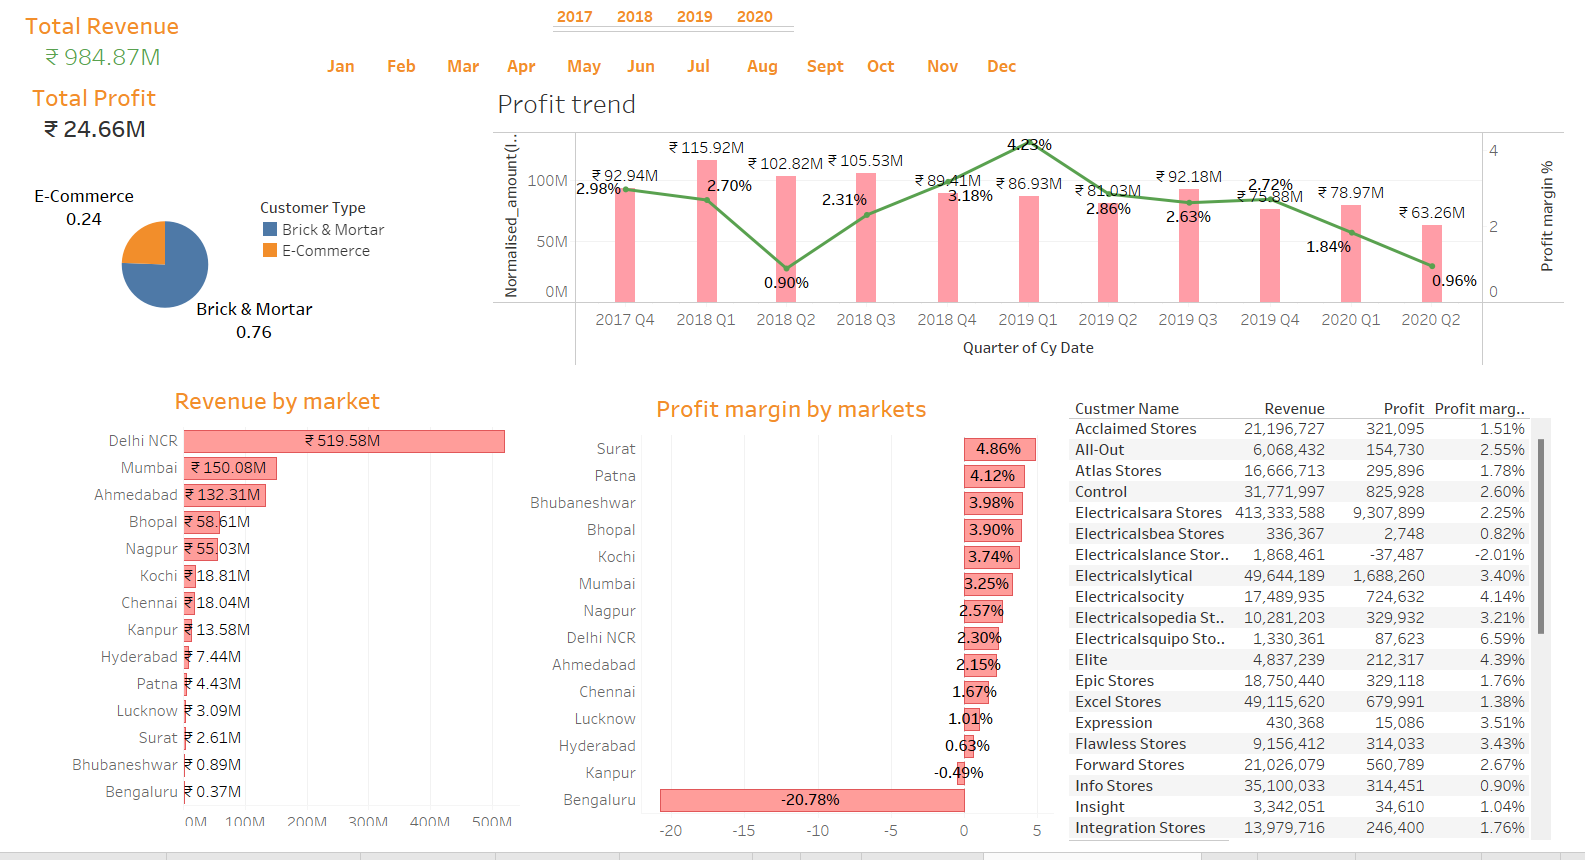 Total Revenue
₹ 984.87M
Total Profit
₹ 24.66M
2017 2018 2019 2020
Jan Feb Mar Apr May Jun Jul Aug Sept Oct Nov Dec
E-Commerce
0.24
Brick & Mortar
0.76
Customer Type
Brick & Mortar
E-Commerce
Profit trend
Normalised_amount(I..
100M
50M
0M
₹ 92.94M ₹ 115.92M ₹ 102.82M ₹ 105.53M ₹ 89.41M ₹ 86.93M ₹ 81.03M ₹ 92.18M ₹ 75.88M ₹ 78.97M ₹ 63.26M
2.98% 2.70% 0.90% 2.31% 3.18% 4.23% 2.86% 2.63% 2.72% 1.84% 0.96%
4
2
0
Profit margin %
2017 Q4 2018 Q1 2018 Q2 2018 Q3 2018 Q4 2019 Q1 2019 Q2 2019 Q3 2019 Q4 2020 Q1 2020 Q2
Quarter of Cy Date
Revenue by market
Delhi NCR ₹ 519.58M
Mumbai ₹ 150.08M
Ahmedabad ₹ 132.31M
Bhopal ₹ 58.61M
Nagpur ₹ 55.03M
Kochi ₹ 18.81M
Chennai ₹ 18.04M
Kanpur ₹ 13.58M
Hyderabad ₹ 7.44M
Patna ₹ 4.43M
Lucknow ₹ 3.09M
Surat ₹ 2.61M
Bhubaneshwar ₹ 0.89M
Bengaluru ₹ 0.37M
0M 100M 200M 300M 400M 500M
Profit margin by markets
Surat 4.86%
Patna 4.12%
Bhubaneshwar 3.98%
Bhopal 3.90%
Kochi 3.74%
Mumbai 3.25%
Nagpur 2.57%
Delhi NCR 2.30%
Ahmedabad 2.15%
Chennai 1.67%
Lucknow 1.01%
Hyderabad 0.63%
Kanpur -0.49%
Bengaluru -20.78%
-20 -15 -10 -5 0 5
Custmer Name Revenue Profit Profit marg..
Acclaimed Stores 21,196,727 321,095 1.51%
All-Out 6,068,432 154,730 2.55%
Atlas Stores 16,666,713 295,896 1.78%
Control 31,771,997 825,928 2.60%
Electricalsara Stores 413,333,588 9,307,899 2.25%
Electricalsbea Stores 336,367 2,748 0.82%
Electricalslance Stor.. 1,868,461 -37,487 -2.01%
Electricalslytical 49,644,189 1,688,260 3.40%
Electricalsocity 17,489,935 724,632 4.14%
Electricalsopedia St.. 10,281,203 329,932 3.21%
Electricalsquipo Sto.. 1,330,361 87,623 6.59%
Elite 4,837,239 212,317 4.39%
Epic Stores 18,750,440 329,118 1.76%
Excel Stores 49,115,620 679,991 1.38%
Expression 430,368 15,086 3.51%
Flawless Stores 9,156,412 314,033 3.43%
Forward Stores 21,026,079 560,789 2.67%
Info Stores 35,100,033 314,451 0.90%
Insight 3,342,051 34,610 1.04%
Integration Stores 13,979,716 246,400 1.76%